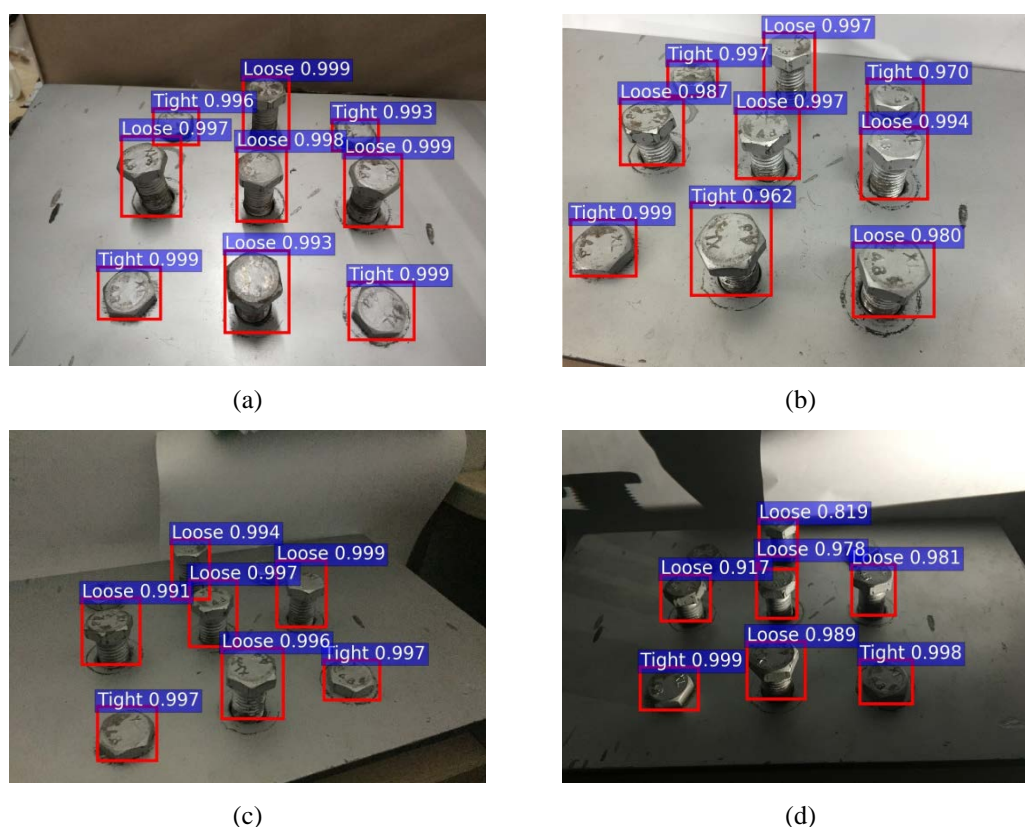 Loose 0.999
Tight 0.996
Tight 0.993
Loose 0.997
Loose 0.998
Loose 0.999
Loose 0.993
Tight 0.999
Tight 0.999
(a)
Loose 0.997
Tight 0.997
Tight 0.970
Loose 0.987
Loose 0.997
Loose 0.994
Tight 0.962
Tight 0.999
Loose 0.980
4.8
X
(b)
Loose 0.994
Loose 0.999
Loose 0.997
Loose 0.991
Loose 0.996
Tight 0.997
Tight 0.997
(c)
Loose 0.819
Loose 0.978
Loose 0.981
Loose 0.917
Loose 0.989
Tight 0.999
Tight 0.998
(d)